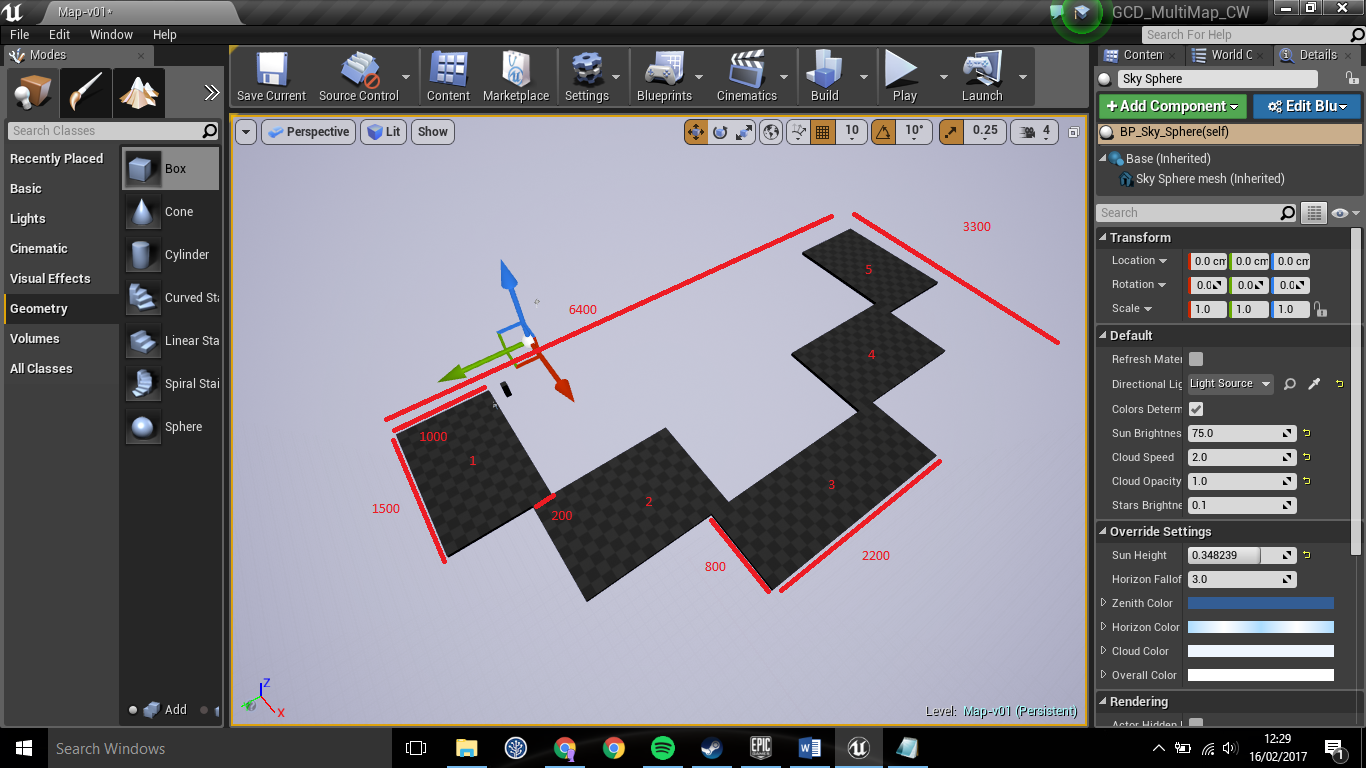 Map-v01*
GCD_MultiMap_CW
File Edit Window Help
Search For Help
Modes
Conten
World C
Details
Search Classes
Recently Placed
Basic
Lights
Cinematic
Visual Effects
Geometry
Volumes
All Classes
Box
Cone
Cylinder
Curved Sta
Linear Sta
Spiral Stai
Sphere
Add
Save Current
Source Control
Content
Marketplace
Settings
Blueprints
Cinematics
Build
Play
Launch
Perspective
Lit
Show
10
10°
0.25
4
3300
6400
5
4
1000
1
1500
200
2
3
800
2200
Z
X
Level: Map-v01 (Persistent)
Sky Sphere
+Add Component
Edit Blu
BP_Sky_Sphere(self)
Base (Inherited)
Sky Sphere mesh (Inherited)
Search
Transform
Location 0.0 cm 0.0 cm 0.0 cm
Rotation 0.0 0.0 0.0
Scale 1.0 1.0 1.0
Default
Refresh Mater
Directional Lig Light Source
Colors Determ
Sun Brightnes 75.0
Cloud Speed 2.0
Cloud Opacity 1.0
Stars Brightne 0.1
Override Settings
Sun Height 0.348239
Horizon Fallof 3.0
Zenith Color
Horizon Color
Cloud Color
Overall Color
Rendering
Actor Hidden
Search Windows
EPIC
GAMES
12:29
16/02/2017
1